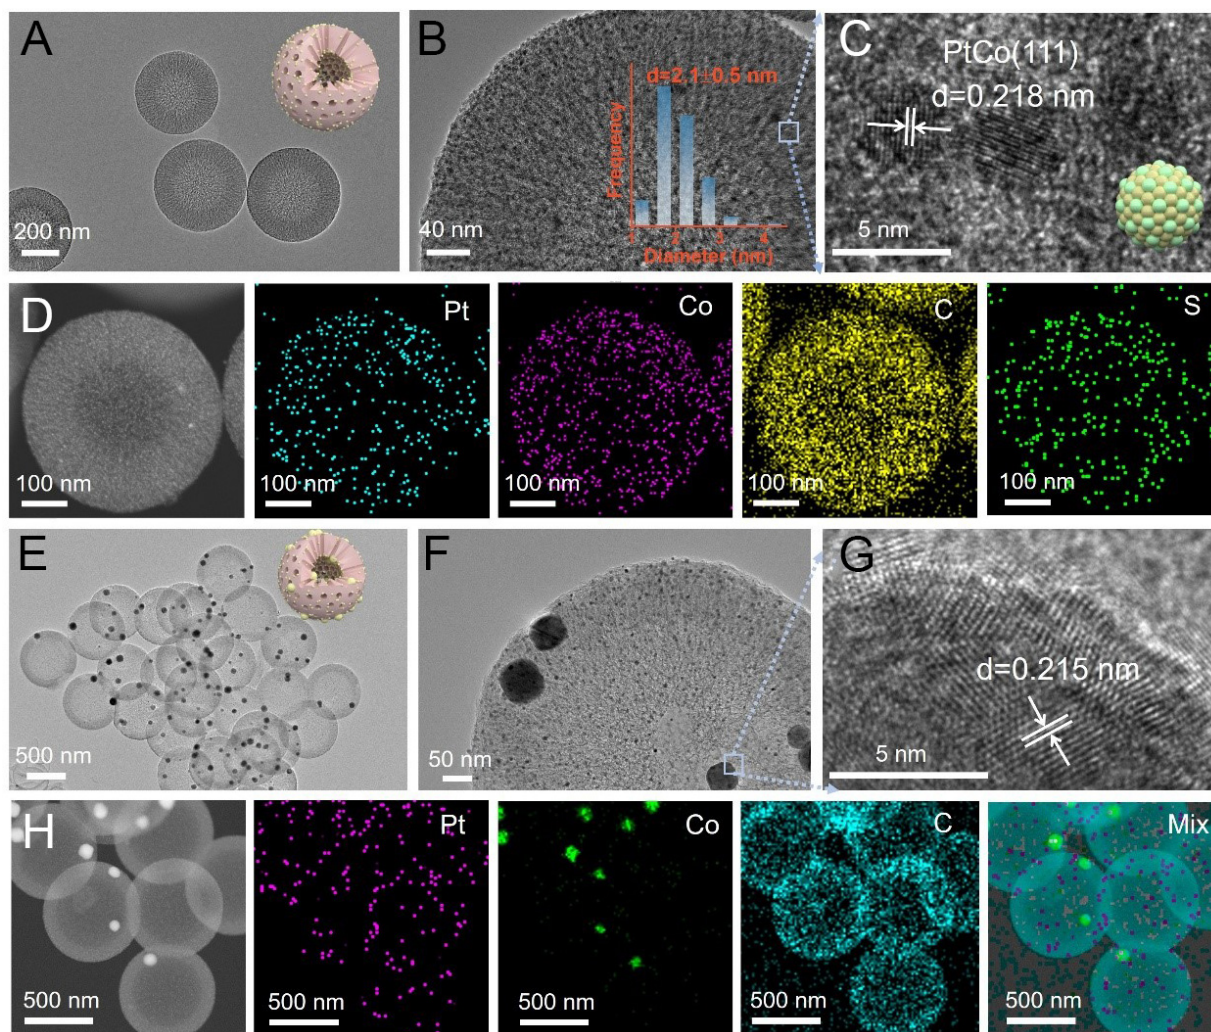 A
200 nm
B
d=2.1±0.5 nm
Frequency
1 2 3 4
Diameter (nm)
40 nm
C
PtCo(111)
d=0.218 nm
5 nm
D
100 nm
Pt
100 nm
Co
100 nm
C
100 nm
S
100 nm
E
500 nm
F
50 nm
G
d=0.215 nm
5 nm
H
500 nm
Pt
500 nm
Co
500 nm
C
500 nm
Mix
500 nm